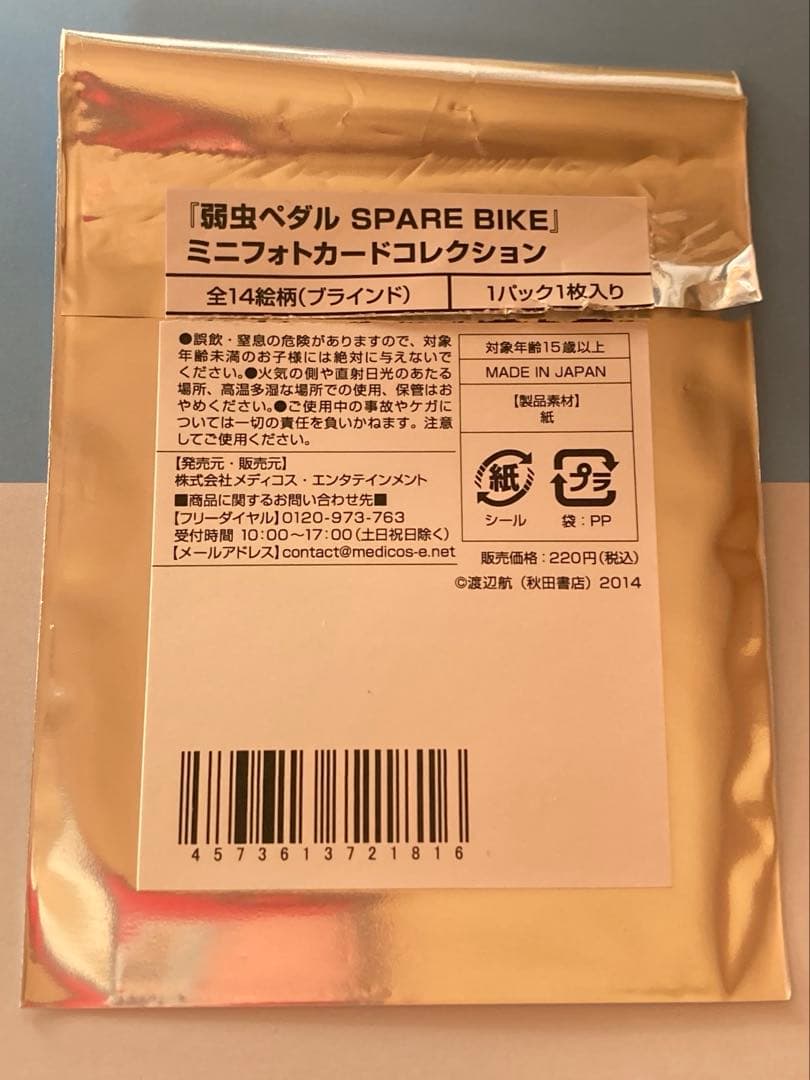 『弱虫ペダル SPARE BIKE』
ミニフォトカードコレクション
全14絵柄(ブラインド)
1パック1枚入り
●誤飲・窒息の危険がありますので、対象
年齢未満のお子様には絶対に与えないで
ください。●火気の側や直射日光のあたる
場所、高温多湿な場所での使用、保管はお
やめください。●ご使用中の事故やケガに
ついては一切の責任を負いかねます。注意
してご使用ください。
【発売元・販売元】
株式会社メディコス・エンタテインメント
■商品に関するお問い合わせ先■
【フリーダイヤル】0120-973-763
受付時間 10:00〜17:00(土日祝日除く)
【メールアドレス】contact@medicos-e.net
対象年齢15歳以上
MADE IN JAPAN
【製品素材】
紙
紙
シール
プラ
袋:PP
販売価格:220円(税込)
©渡辺航(秋田書店)2014
4573613721816